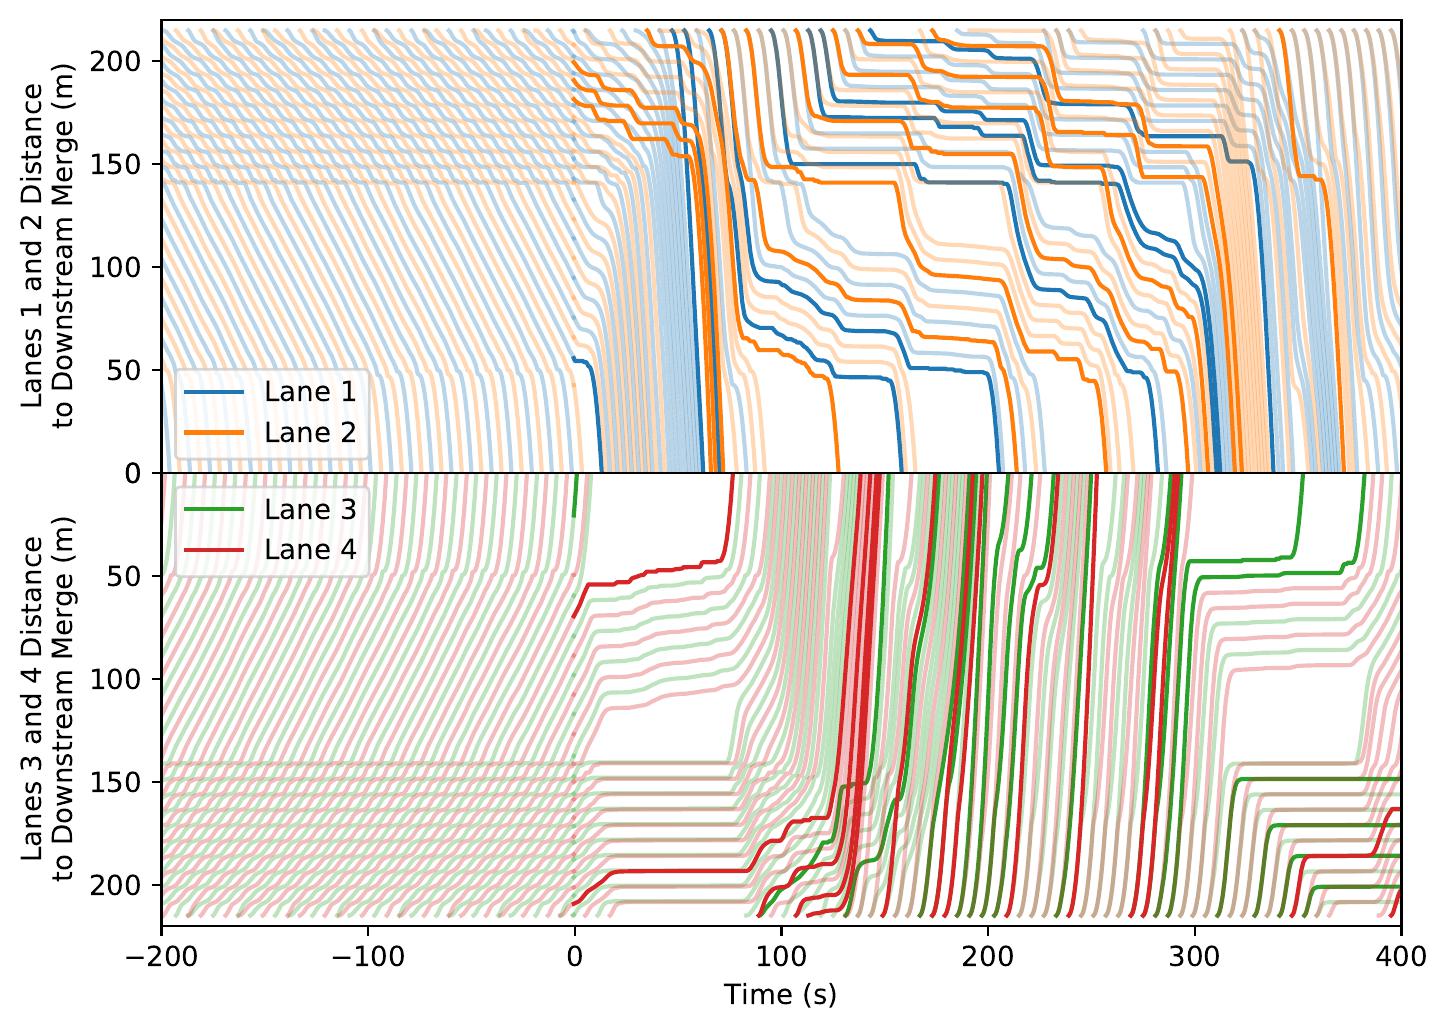 Lanes 1 and 2 Distance
to Downstream Merge (m)
200
150
100
50
0
Lane 1
Lane 2
Lanes 3 and 4 Distance
to Downstream Merge (m)
Lane 3
Lane 4
50
100
150
200
−200 −100 0 100 200 300 400
Time (s)